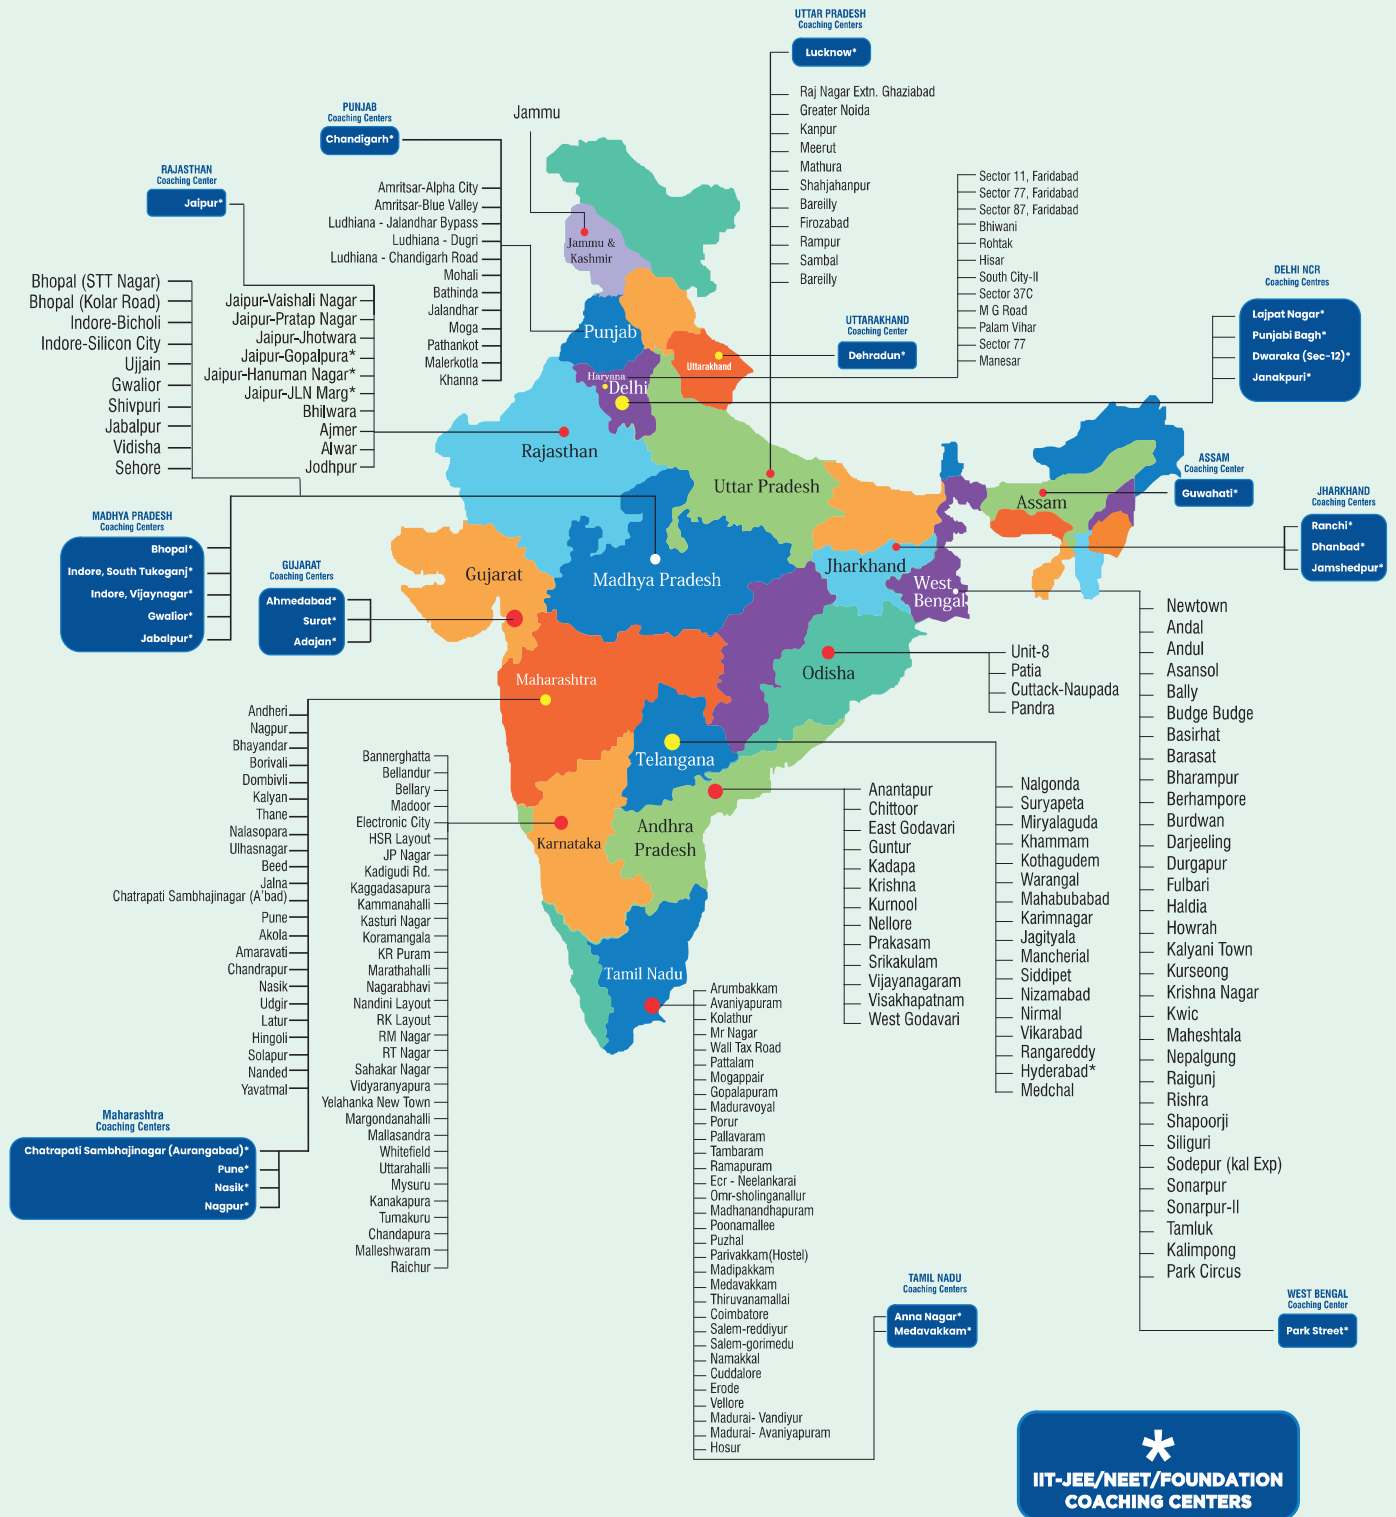 UTTAR PRADESH
Coaching Centers
Lucknow*
Raj Nagar Extn. Ghaziabad
Greater Noida
Kanpur
Meerut
Mathura
Shahjahanpur
Bareilly
Firozabad
Rampur
Sambal
Bareilly
PUNJAB
Coaching Centers
Chandigarh*
Amritsar-Alpha City
Amritsar-Blue Valley
Ludhiana - Jalandhar Bypass
Ludhiana - Dugri
Ludhiana - Chandigarh Road
Mohali
Bathinda
Jalandhar
Moga
Pathankot
Malerkotla
Khanna
Jammu
RAJASTHAN
Coaching Center
Jaipur*
Jaipur-Vaishali Nagar
Jaipur-Pratap Nagar
Jaipur-Jhotwara
Jaipur-Gopalpura*
Jaipur-Hanuman Nagar*
Jaipur-JLN Marg*
Bhilwara
Ajmer
Alwar
Jodhpur
Bhopal (STT Nagar)
Bhopal (Kolar Road)
Indore-Bicholi
Indore-Silicon City
Ujjain
Gwalior
Shivpuri
Jabalpur
Vidisha
Sehore
MADHYA PRADESH
Coaching Centers
Bhopal*
Indore, South Tukoganj*
Indore, Vijaynagar*
Gwalior*
Jabalpur*
GUJARAT
Coaching Centers
Ahmedabad*
Surat*
Adajan*
Sector 11, Faridabad
Sector 77, Faridabad
Sector 87, Faridabad
Bhiwani
Rohtak
Hisar
South City-II
Sector 37C
M G Road
Palam Vihar
Sector 77
Manesar
UTTARAKHAND
Coaching Center
Dehradun*
DELHI NCR
Coaching Centres
Lajpat Nagar*
Punjabi Bagh*
Dwaraka (Sec-12)*
Janakpuri*
ASSAM
Coaching Center
Guwahati*
JHARKHAND
Coaching Centers
Ranchi*
Dhanbad*
Jamshedpur*
Jammu &
Kashmir
Punjab
Uttarakhand
Haryana
Delhi
Rajasthan
Uttar Pradesh
Assam
Gujarat
Madhya Pradesh
Jharkhand
West
Bengal
Maharashtra
Odisha
Telangana
Karnataka
Andhra
Pradesh
Tamil Nadu
Unit-8
Patia
Cuttack-Naupada
Pandra
Andheri
Nagpur
Bhayandar
Borivali
Dombivli
Kalyan
Thane
Nalasopara
Ulhasnagar
Beed
Jalna
Chatrapati Sambhajinagar (A'bad)
Pune
Akola
Amaravati
Chandrapur
Nasik
Udgir
Latur
Hingoli
Solapur
Nanded
Yavatmal
Maharashtra
Coaching Centers
Chatrapati Sambhajinagar (Aurangabad)*
Pune*
Nasik*
Nagpur*
Bannerghatta
Bellandur
Bellary
Madoor
Electronic City
HSR Layout
JP Nagar
Kadigudi Rd.
Kaggadasapura
Kammanahalli
Kasturi Nagar
Koramangala
KR Puram
Marathahalli
Nagarabhavi
Nandini Layout
RK Layout
RM Nagar
RT Nagar
Sahakar Nagar
Vidyaranyapura
Yelahanka New Town
Margondanahalli
Mallasandra
Whitefield
Uttarahalli
Mysuru
Kanakapura
Tumakuru
Chandapura
Malleshwaram
Raichur
Anantapur
Chittoor
East Godavari
Guntur
Kadapa
Krishna
Kurnool
Nellore
Prakasam
Srikakulam
Vijayanagaram
Visakhapatnam
West Godavari
Nalgonda
Suryapeta
Miryalaguda
Khammam
Kothagudem
Warangal
Mahabubabad
Karimnagar
Jagityala
Mancherial
Siddipet
Nizamabad
Nirmal
Vikarabad
Rangareddy
Hyderabad*
Medchal
Newtown
Andal
Andul
Asansol
Bally
Budge Budge
Basirhat
Barasat
Bharampur
Berhampore
Burdwan
Darjeeling
Durgapur
Fulbari
Haldia
Howrah
Kalyani Town
Kurseong
Krishna Nagar
Kwic
Maheshtala
Nepalgung
Raigunj
Rishra
Shapoorji
Siliguri
Sodepur (kal Exp)
Sonarpur
Sonarpur-II
Tamluk
Kalimpong
Park Circus
WEST BENGAL
Coaching Center
Park Street*
Arumbakkam
Avaniyapuram
Kolathur
Mr Nagar
Wall Tax Road
Pattalam
Mogappair
Gopalapuram
Maduravoyal
Porur
Pallavaram
Tambaram
Ramapuram
Ecr - Neelankarai
Omr-sholinganallur
Madhanandhapuram
Poonamallee
Puzhal
Parivakkam(Hostel)
Madipakkam
Medavakkam
Thiruvanamallai
Coimbatore
Salem-reddiyur
Salem-gorimedu
Namakkal
Cuddalore
Erode
Vellore
Madurai- Vandiyur
Madurai- Avaniyapuram
Hosur
TAMIL NADU
Coaching Centers
Anna Nagar*
Medavakkam*
*
IIT-JEE/NEET/FOUNDATION
COACHING CENTERS